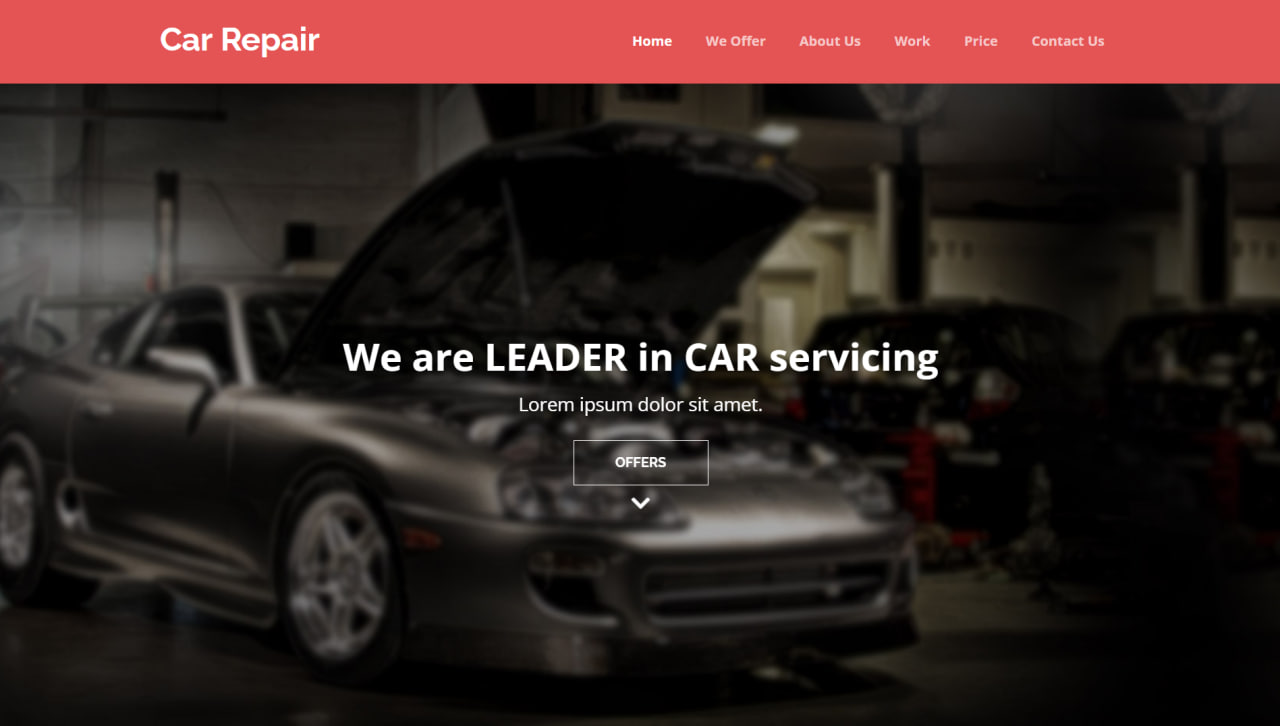 Car Repair
Home We Offer About Us Work Price Contact Us
We are LEADER in CAR servicing
Lorem ipsum dolor sit amet.
OFFERS